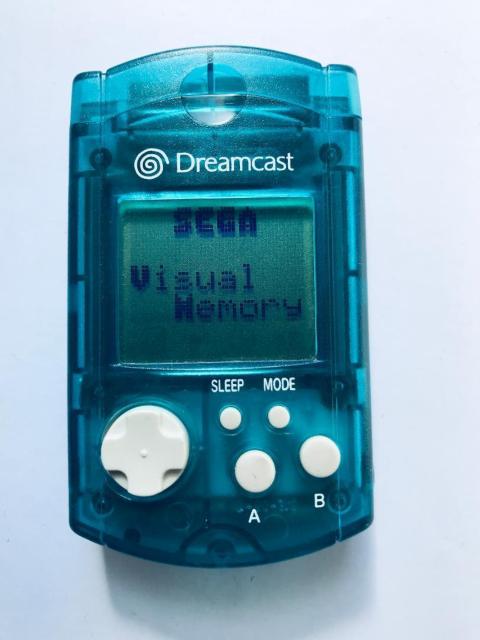 Dreamcast
SEGA
Visual
Memory
SLEEP MODE
A
B